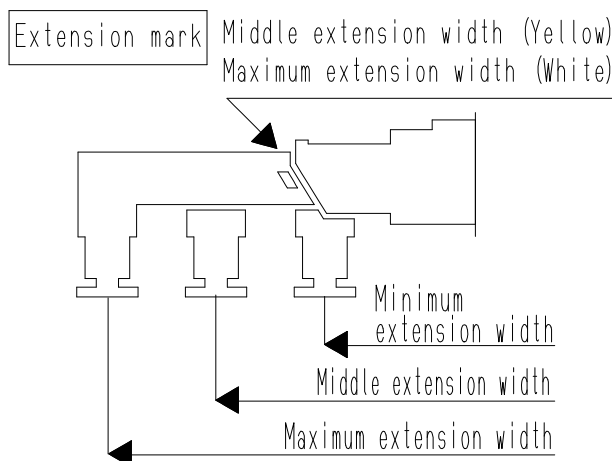 Extension mark
Middle extension width (Yellow)
Maximum extension width (White)
Minimum
extension width
Middle extension width
Maximum extension width